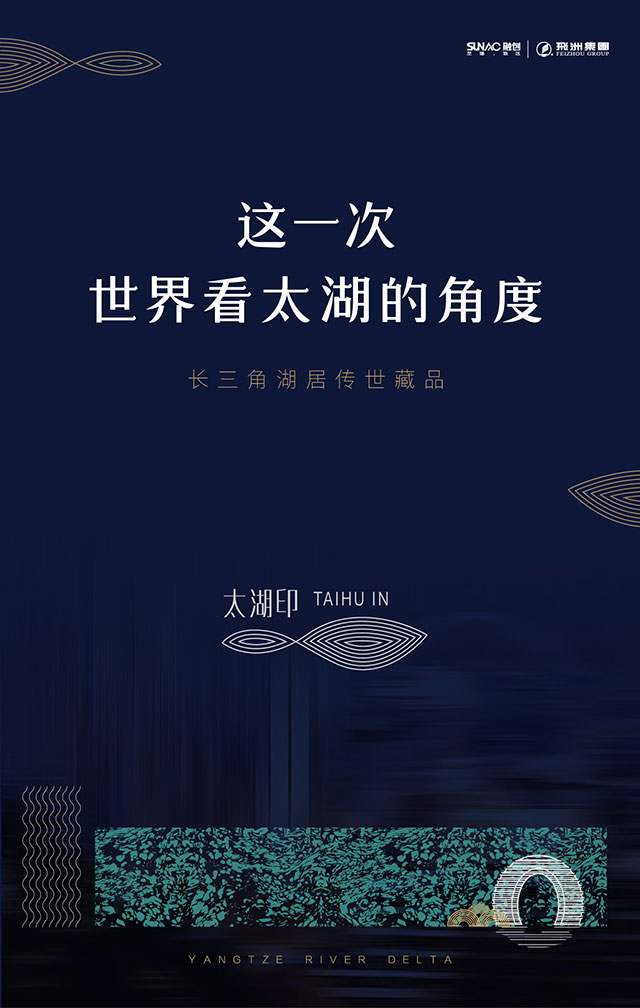 SUNAC 融创 飛洲集團
FEIZHOU GROUP
这一次
世界看太湖的角度
长三角湖居传世藏品
太湖印 TAIHU IN
YANGTZE RIVER DELTA